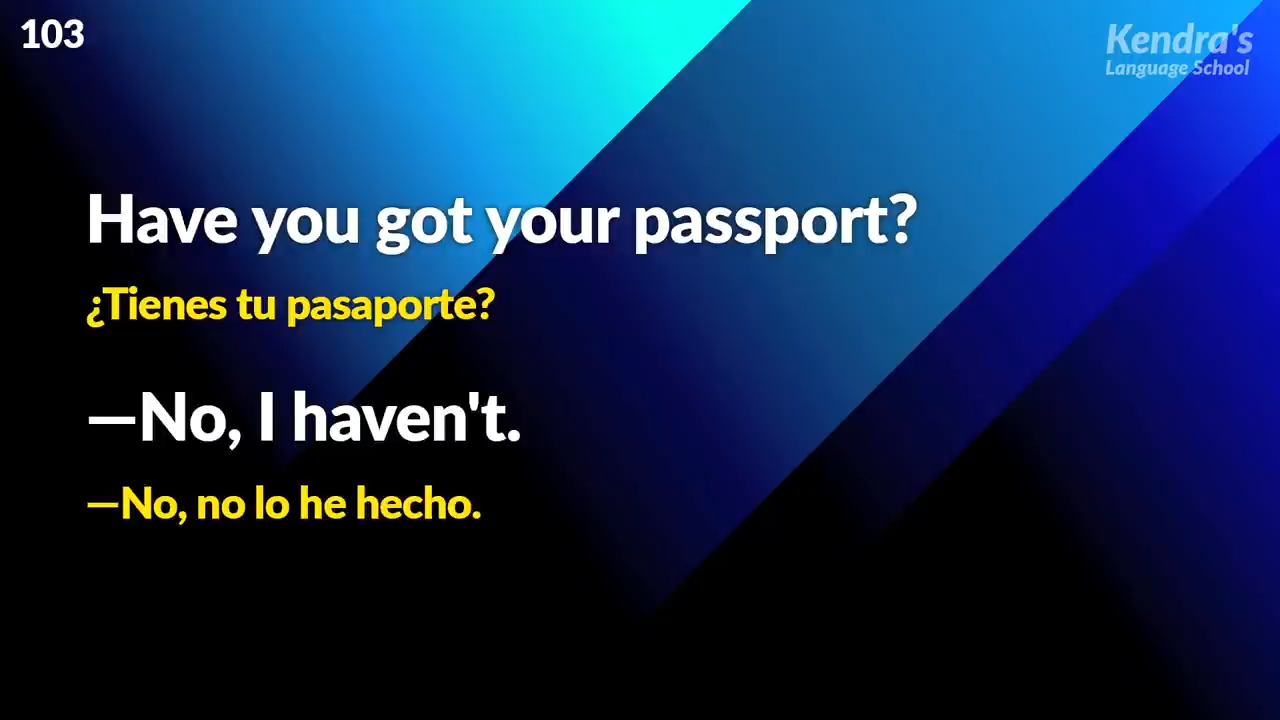 103
Kendra's
Language School
Have you got your passport?
¿Tienes tu pasaporte?
—No, I haven't.
—No, no lo he hecho.